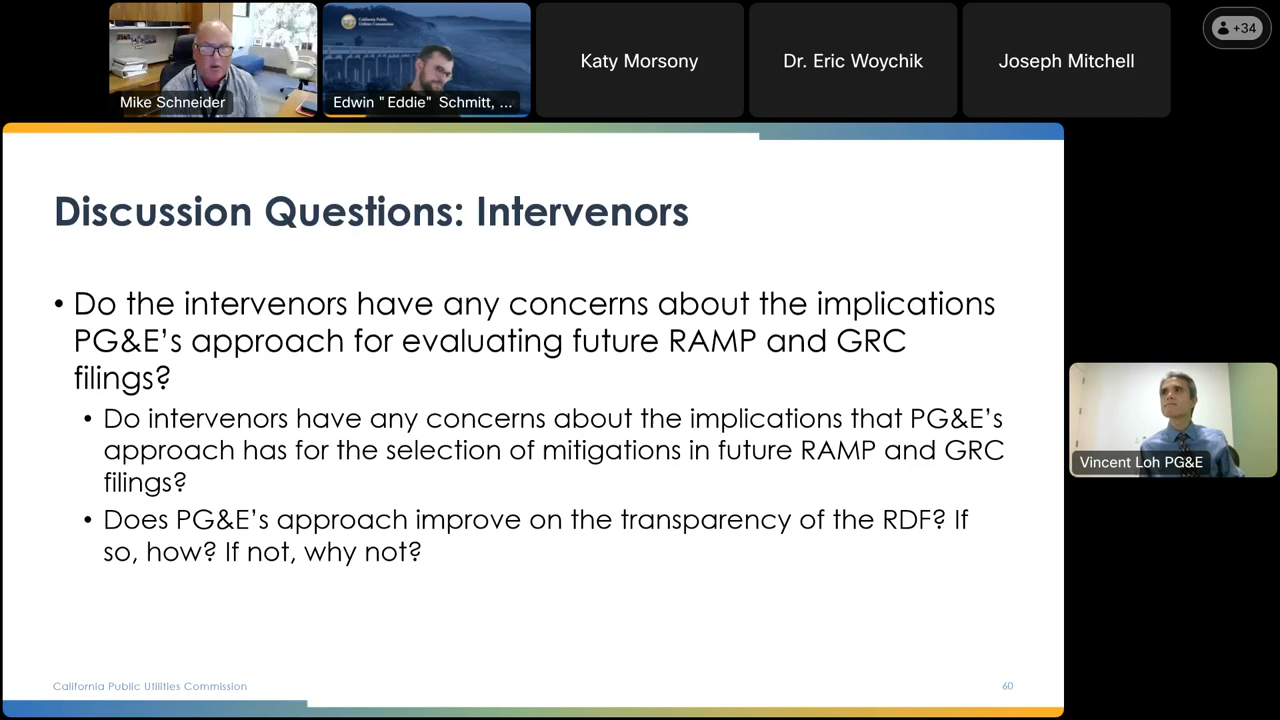 California Public
Utilities Commission
+34
Mike Schneider
Edwin "Eddie" Schmitt, ...
Katy Morsony
Dr. Eric Woychik
Joseph Mitchell
Discussion Questions: Intervenors
• Do the intervenors have any concerns about the implications
PG&E's approach for evaluating future RAMP and GRC
filings?
• Do intervenors have any concerns about the implications that PG&E's
approach has for the selection of mitigations in future RAMP and GRC
filings?
• Does PG&E's approach improve on the transparency of the RDF? If
so, how? If not, why not?
Vincent Loh PG&E
California Public Utilities Commission
60